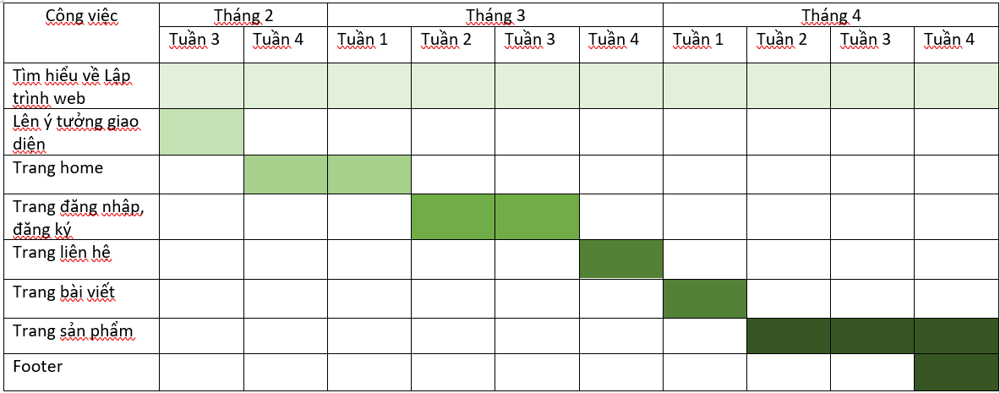 Công việc
Tháng 2
Tháng 3
Tháng 4
Tuần 3
Tuần 4
Tuần 1
Tuần 2
Tuần 3
Tuần 4
Tuần 1
Tuần 2
Tuần 3
Tuần 4
Tìm hiểu về Lập
trình web
Lên ý tưởng giao
diện
Trang home
Trang đăng nhập,
đăng ký
Trang liên hệ
Trang bài viết
Trang sản phẩm
Footer